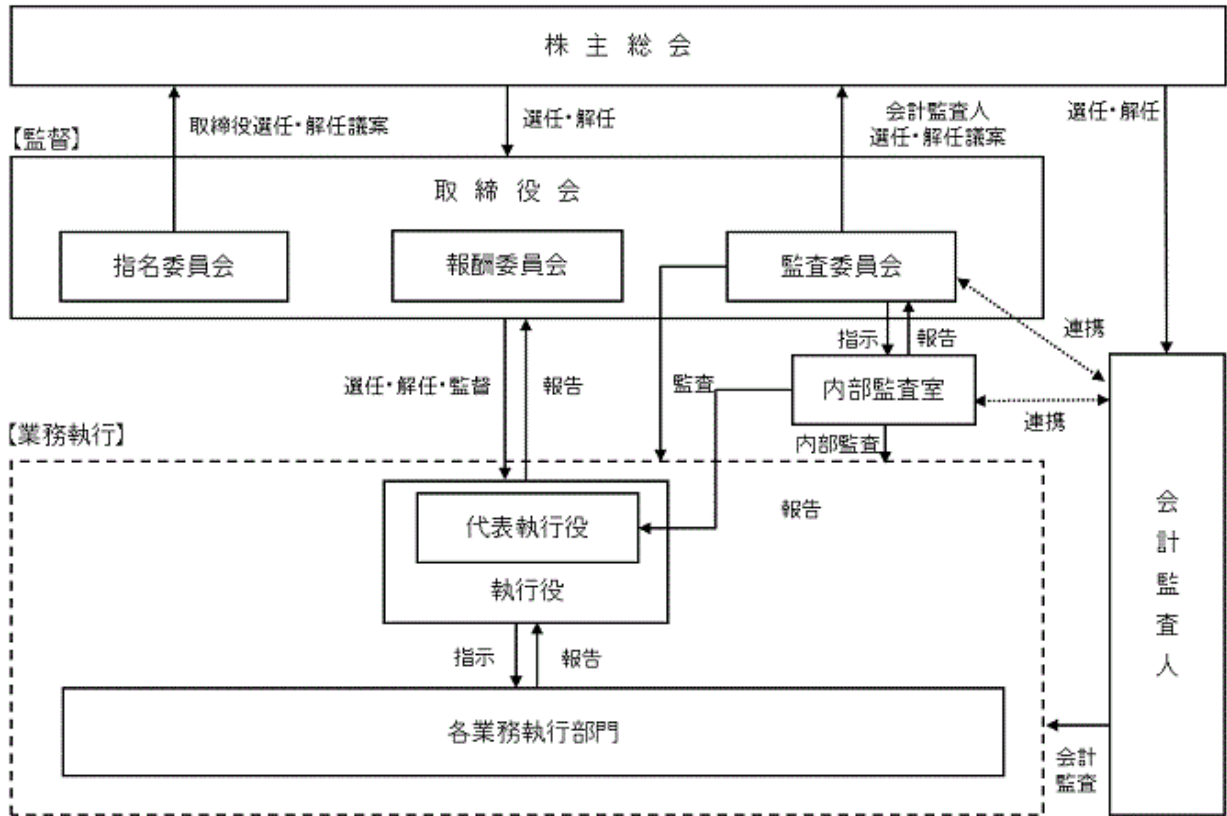 株主総会
取締役選任・解任議案
選任・解任
会計監査人
選任・解任議案
選任・解任
【監督】
取締役会
指名委員会
報酬委員会
監査委員会
指示
報告
連携
選任・解任・監督
報告
監査
内部監査室
連携
【業務執行】
内部監査
報告
代表執行役
執行役
会計監査人
指示
報告
各業務執行部門
会計
監査